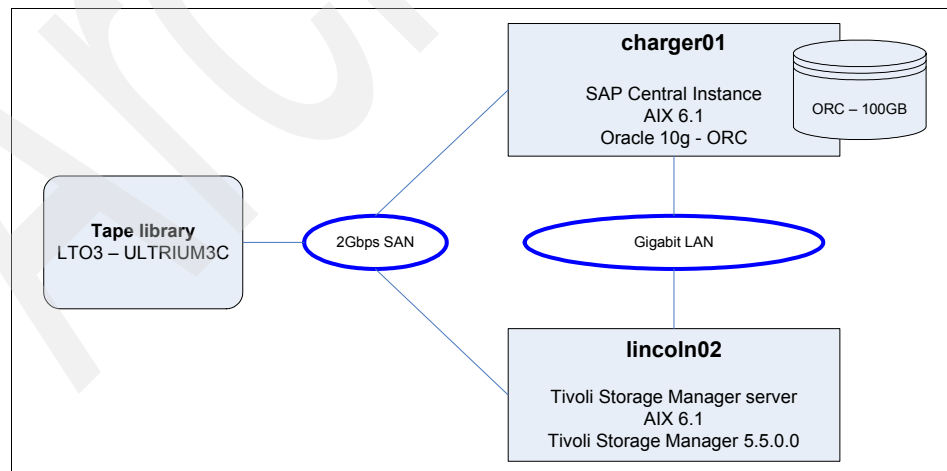 charger01
SAP Central Instance
AIX 6.1
Oracle 10g - ORC
ORC – 100GB
Tape library
LTO3 – ULTRIUM3C
2Gbps SAN
Gigabit LAN
lincoln02
Tivoli Storage Manager server
AIX 6.1
Tivoli Storage Manager 5.5.0.0